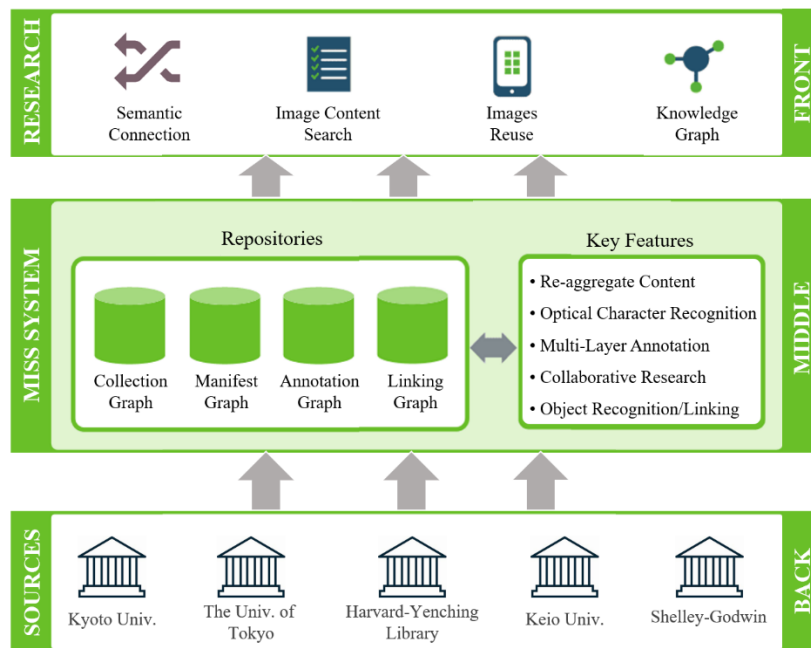 RESEARCH
FRONT
Semantic
Connection
Image Content
Search
Images
Reuse
Knowledge
Graph
MISS SYSTEM
MIDDLE
Repositories
Collection
Graph
Manifest
Graph
Annotation
Graph
Linking
Graph
Key Features
• Re-aggregate Content
• Optical Character Recognition
• Multi-Layer Annotation
• Collaborative Research
• Object Recognition/Linking
SOURCES
BACK
Kyoto Univ.
The Univ. of
Tokyo
Harvard-Yenching
Library
Keio Univ.
Shelley-Godwin